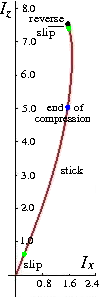 Iζ
8.0
reverse
slip
7.0
6.0
5.0
end of
compression
4.0
3.0
stick
2.0
1.0
slip
0.8
1.6
2.4
Ix